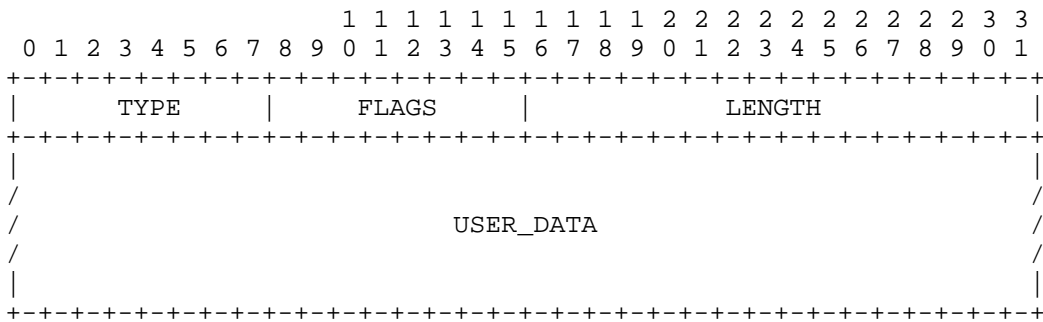 1 1 1 1 1 1 1 1 1 1 2 2 2 2 2 2 2 2 2 2 3 3
 0 1 2 3 4 5 6 7 8 9 0 1 2 3 4 5 6 7 8 9 0 1 2 3 4 5 6 7 8 9 0 1
+-+-+-+-+-+-+-+-+-+-+-+-+-+-+-+-+-+-+-+-+-+-+-+-+-+-+-+-+-+-+-+-+
|      TYPE     |     FLAGS     |            LENGTH             |
+-+-+-+-+-+-+-+-+-+-+-+-+-+-+-+-+-+-+-+-+-+-+-+-+-+-+-+-+-+-+-+-+
|                                                               |
/                                                               /
/                           USER_DATA                           /
/                                                               /
|                                                               |
+-+-+-+-+-+-+-+-+-+-+-+-+-+-+-+-+-+-+-+-+-+-+-+-+-+-+-+-+-+-+-+-+